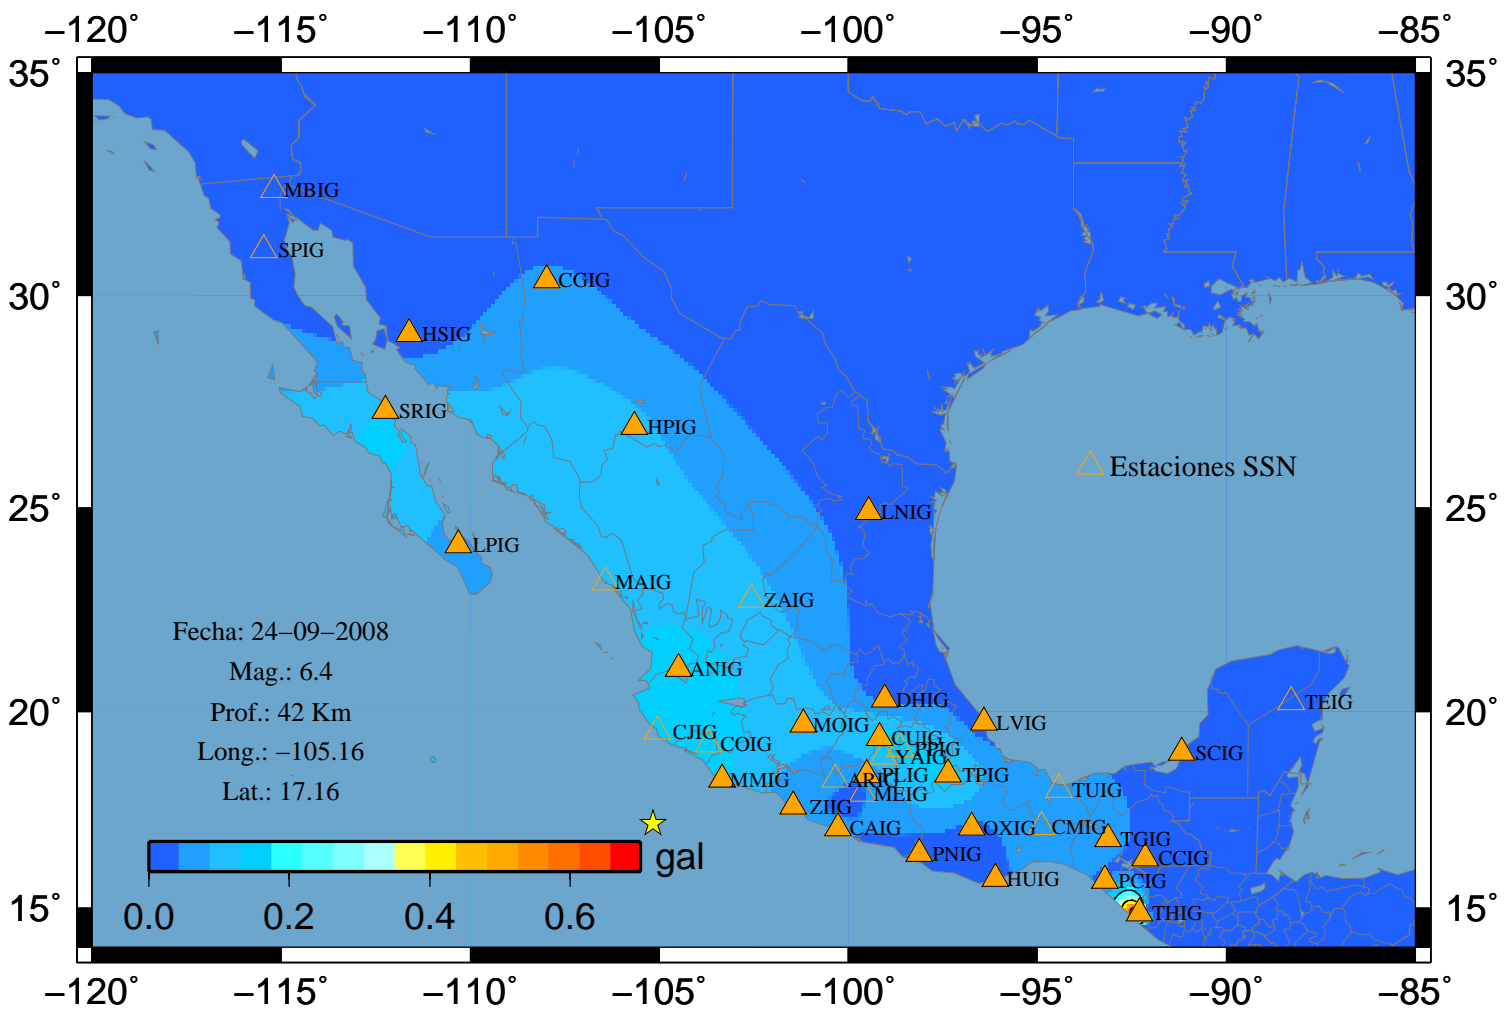 −120° −115° −110° −105° −100° −95° −90° −85°
35° 35°
MBIG
SPIG
30° CGIG 30°
HSIG
SRIG
HPIG
Estaciones SSN
25° LNIG 25°
LPIG
MAIG
ZAIG
Fecha: 24−09−2008
Mag.: 6.4
ANIG
DHIG
TEIG
20° Prof.: 42 Km 20°
MOIG
LVIG
CJIG
CUIG
COIG
PPIG
Long.: −105.16
SCIG
YAIG
PLIG
TPIG
MMIG
ARIG
Lat.: 17.16
TUIG
MEIG
ZIIG
CAIG
OXIG
CMIG
TGIG
gal
PNIG
CCIG
HUIG
PCIG
15° THIG 15°
0.0 0.2 0.4 0.6
−120° −115° −110° −105° −100° −95° −90° −85°